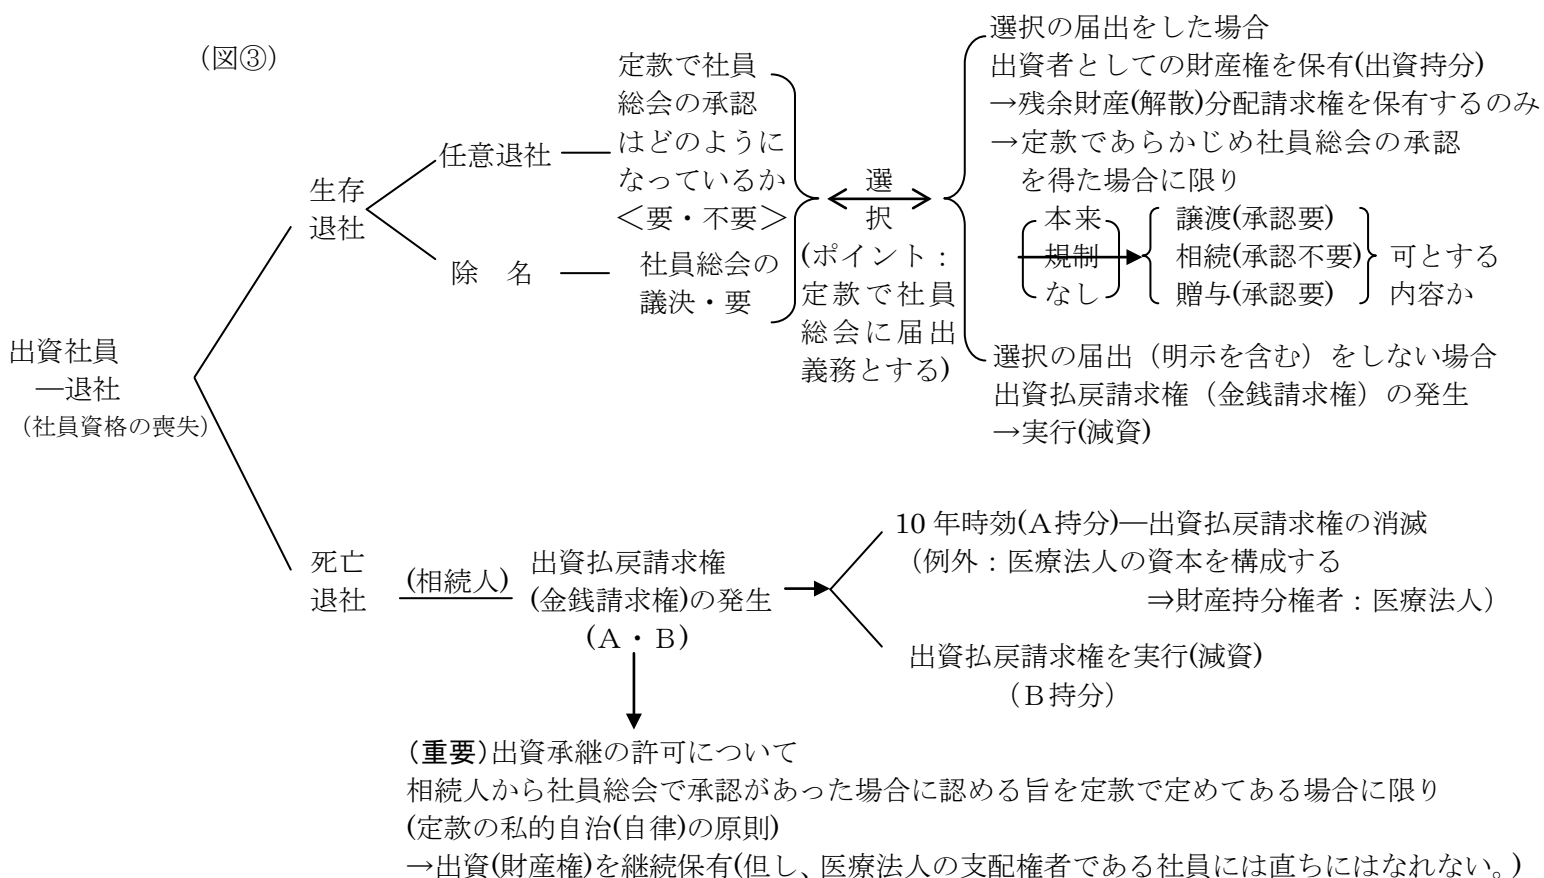 （図③）
選択の届出をした場合
出資者としての財産権を保有(出資持分)
→残余財産(解散)分配請求権を保有するのみ
→定款であらかじめ社員総会の承認
を得た場合に限り
本来
規制
なし
譲渡(承認要)
相続(承認不要)
贈与(承認要)
可とする
内容か
定款で社員
総会の承認
はどのように
なっているか
＜要・不要＞
任意退社
生存
退社
除　名
社員総会の
議決・要
選
択
(ポイント：
定款で社員
総会に届出
義務とする)
選択の届出（明示を含む）をしない場合
出資払戻請求権（金銭請求権）の発生
→実行(減資)
出資社員
―退社
（社員資格の喪失）
死亡
退社
(相続人)
出資払戻請求権
(金銭請求権)の発生
(Ａ・Ｂ)
10 年時効(Ａ持分)―出資払戻請求権の消滅
（例外：医療法人の資本を構成する
⇒財産持分権者：医療法人）
出資払戻請求権を実行(減資)
（Ｂ持分）
（重要）出資承継の許可について
相続人から社員総会で承認があった場合に認める旨を定款で定めてある場合に限り
(定款の私的自治(自律)の原則)
→出資(財産権)を継続保有(但し、医療法人の支配権者である社員には直ちにはなれない。)